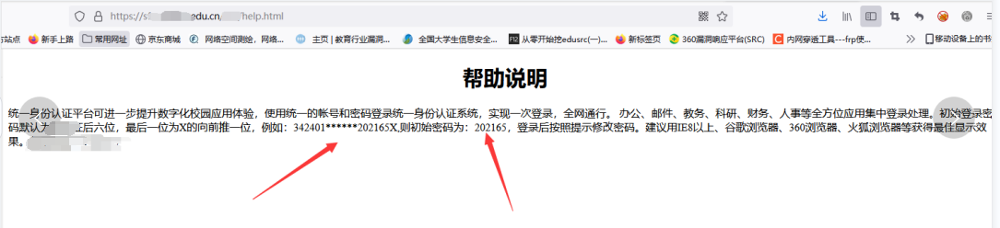 https://s edu.cn/ /help.html
方站点 新手上路 常用网址 京东商城 网络空间测绘，网络... 主页 | 教育行业漏洞... 全国大学生信息安全... 从零开始挖edusrc(一)... 新标签页 360漏洞响应平台(SRC) 内网穿透工具---frp使... 移动设备上的书
帮助说明
统一身份认证平台可进一步提升数字化校园应用体验，使用统一的帐号和密码登录统一身份认证系统，实现一次登录，全网通行。 办公、邮件、教务、科研、财务、人事等全方位应用集中登录处理。初始登录密
码默认为 证后六位，最后一位为X的向前推一位，例如：342401******202165X,则初始密码为：202165，登录后按照提示修改密码。建议用IE8以上、谷歌浏览器、360浏览器、火狐浏览器等获得最佳显示效
果。